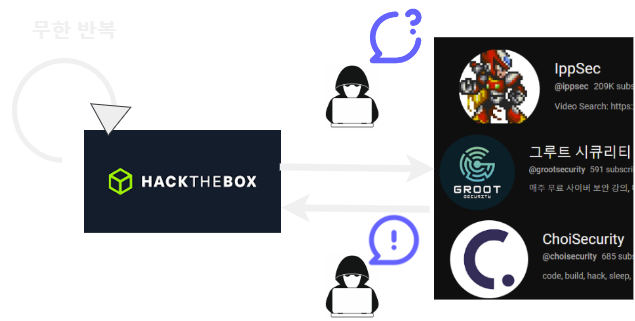 무한 반복
HACKTHEBOX
IppSec
@ippsec 209K subs
Video Search: https:
그루트 시큐리티
@grootsecurity 591 subscri
매주 무료 사이버 보안 강의,
GROOT
SECURITY
ChoiSecurity
@choisecurity 685 subs
code, build, hack, sleep,